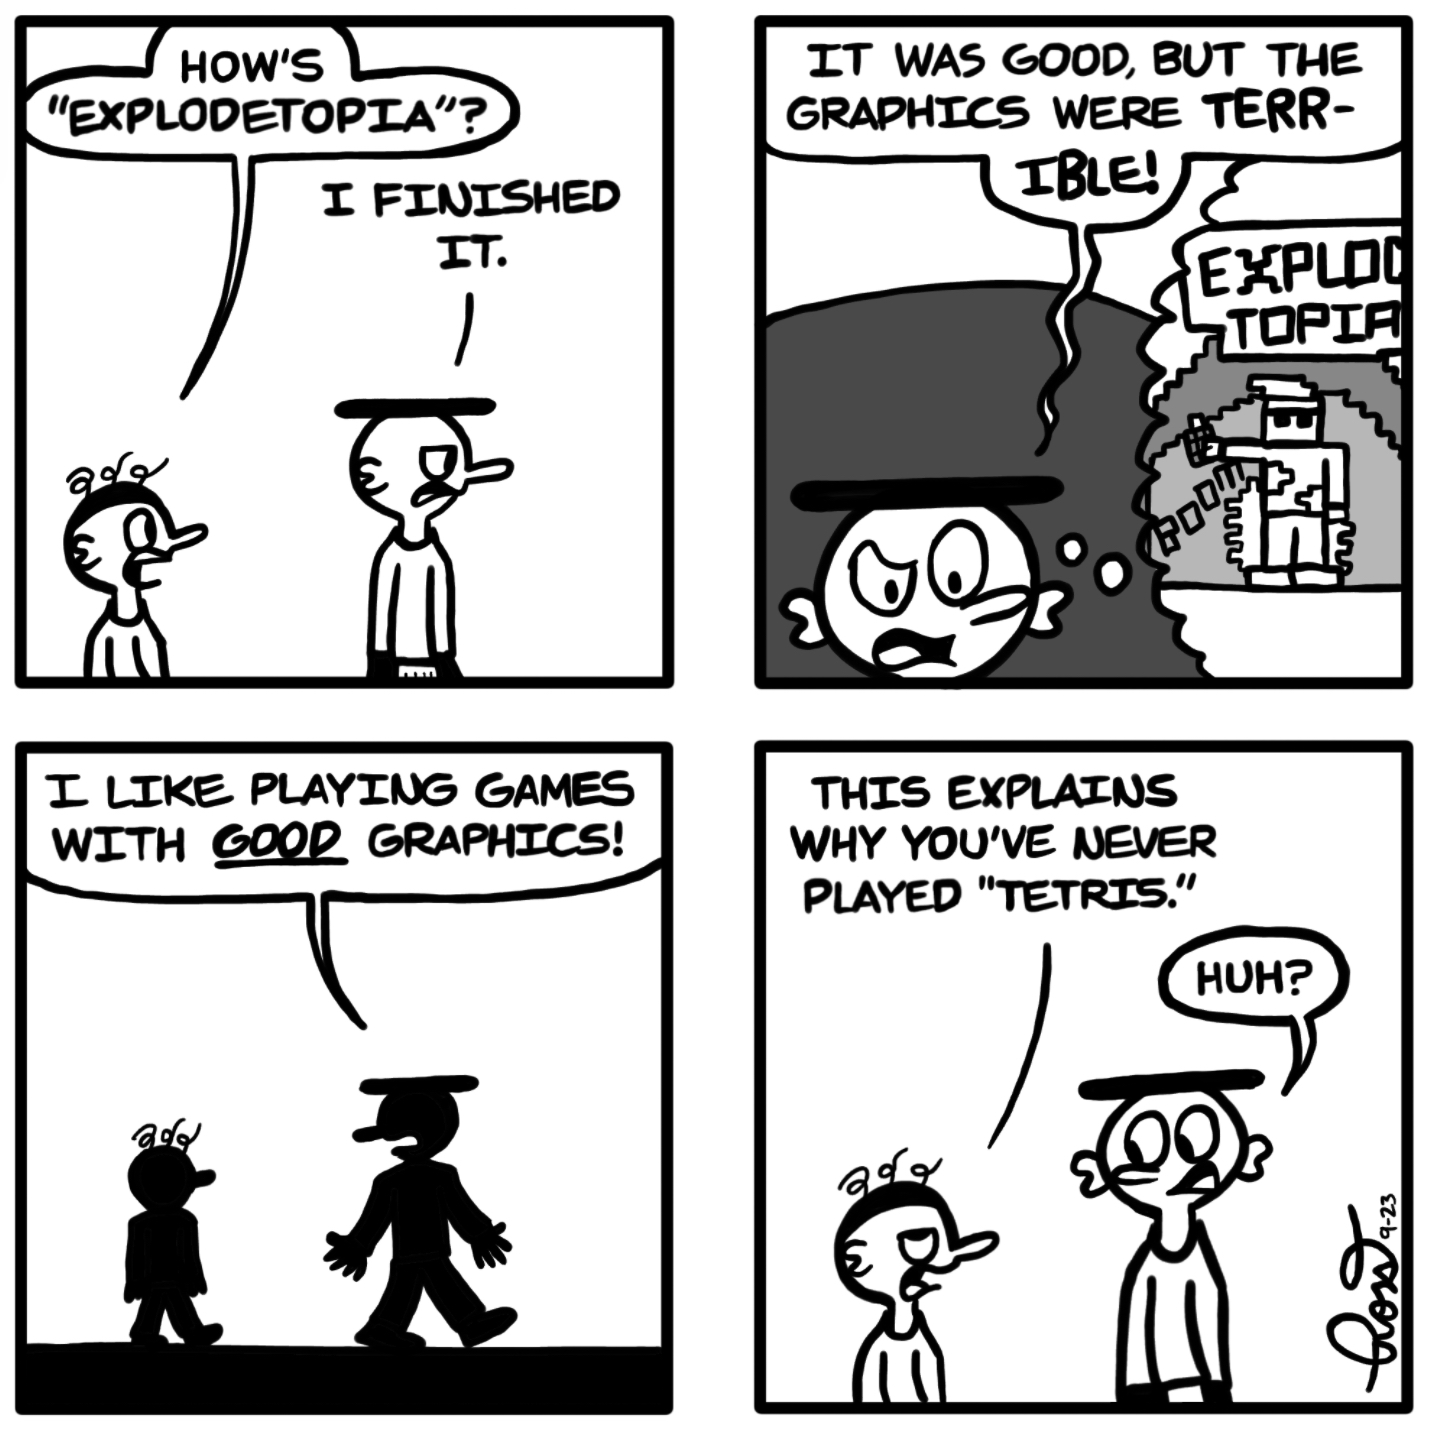 HOW'S
"EXPLODETOPIA"?
I FINISHED
IT.
IT WAS GOOD, BUT THE
GRAPHICS WERE TERR-
IBLE!
EXPLOD
TOPIA
BOOM
I LIKE PLAYING GAMES
WITH GOOD GRAPHICS!
THIS EXPLAINS
WHY YOU'VE NEVER
PLAYED "TETRIS."
HUH?
9-23